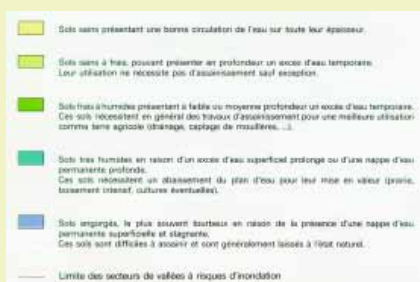 Sols sains présentant une bonne circulation de l'eau sur toute leur épaisseur.
Sols sains à frais, pouvant présenter en profondeur un excès d'eau temporaire.
Leur utilisation ne nécessite pas d'assainissement sauf exception.
Sols frais à humides présentant à faible ou moyenne profondeur un excès d'eau temporaire.
Ces sols nécessitent en général des travaux d'assainissement pour une meilleure utilisation
comme terre agricole (drainage, captage de mouillères, ...).
Sols très humides en raison d'un excès d'eau superficiel prolongé ou d'une nappe d'eau
permanente profonde.
Ces sols nécessitent un abaissement du plan d'eau pour leur mise en valeur (prairie,
boisement intensif, cultures éventuelles).
Sols engorgés, le plus souvent tourbeux en raison de la présence d'une nappe d'eau
permanente superficielle et stagnante.
Ces sols sont difficiles à assainir et sont généralement laissés à l'état naturel.
Limite des secteurs de vallées à risques d'inondation